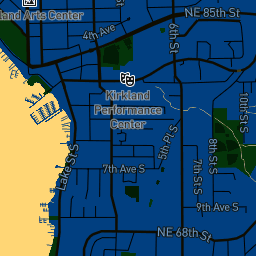 land Arts Center
NE 85th St
4th Ave
6th St
Kirkland
Performance
Center
10th St S
5th Pl S
8th St S
Lake St S
7th Ave S
7th St S
9th Ave S
NE 68th St